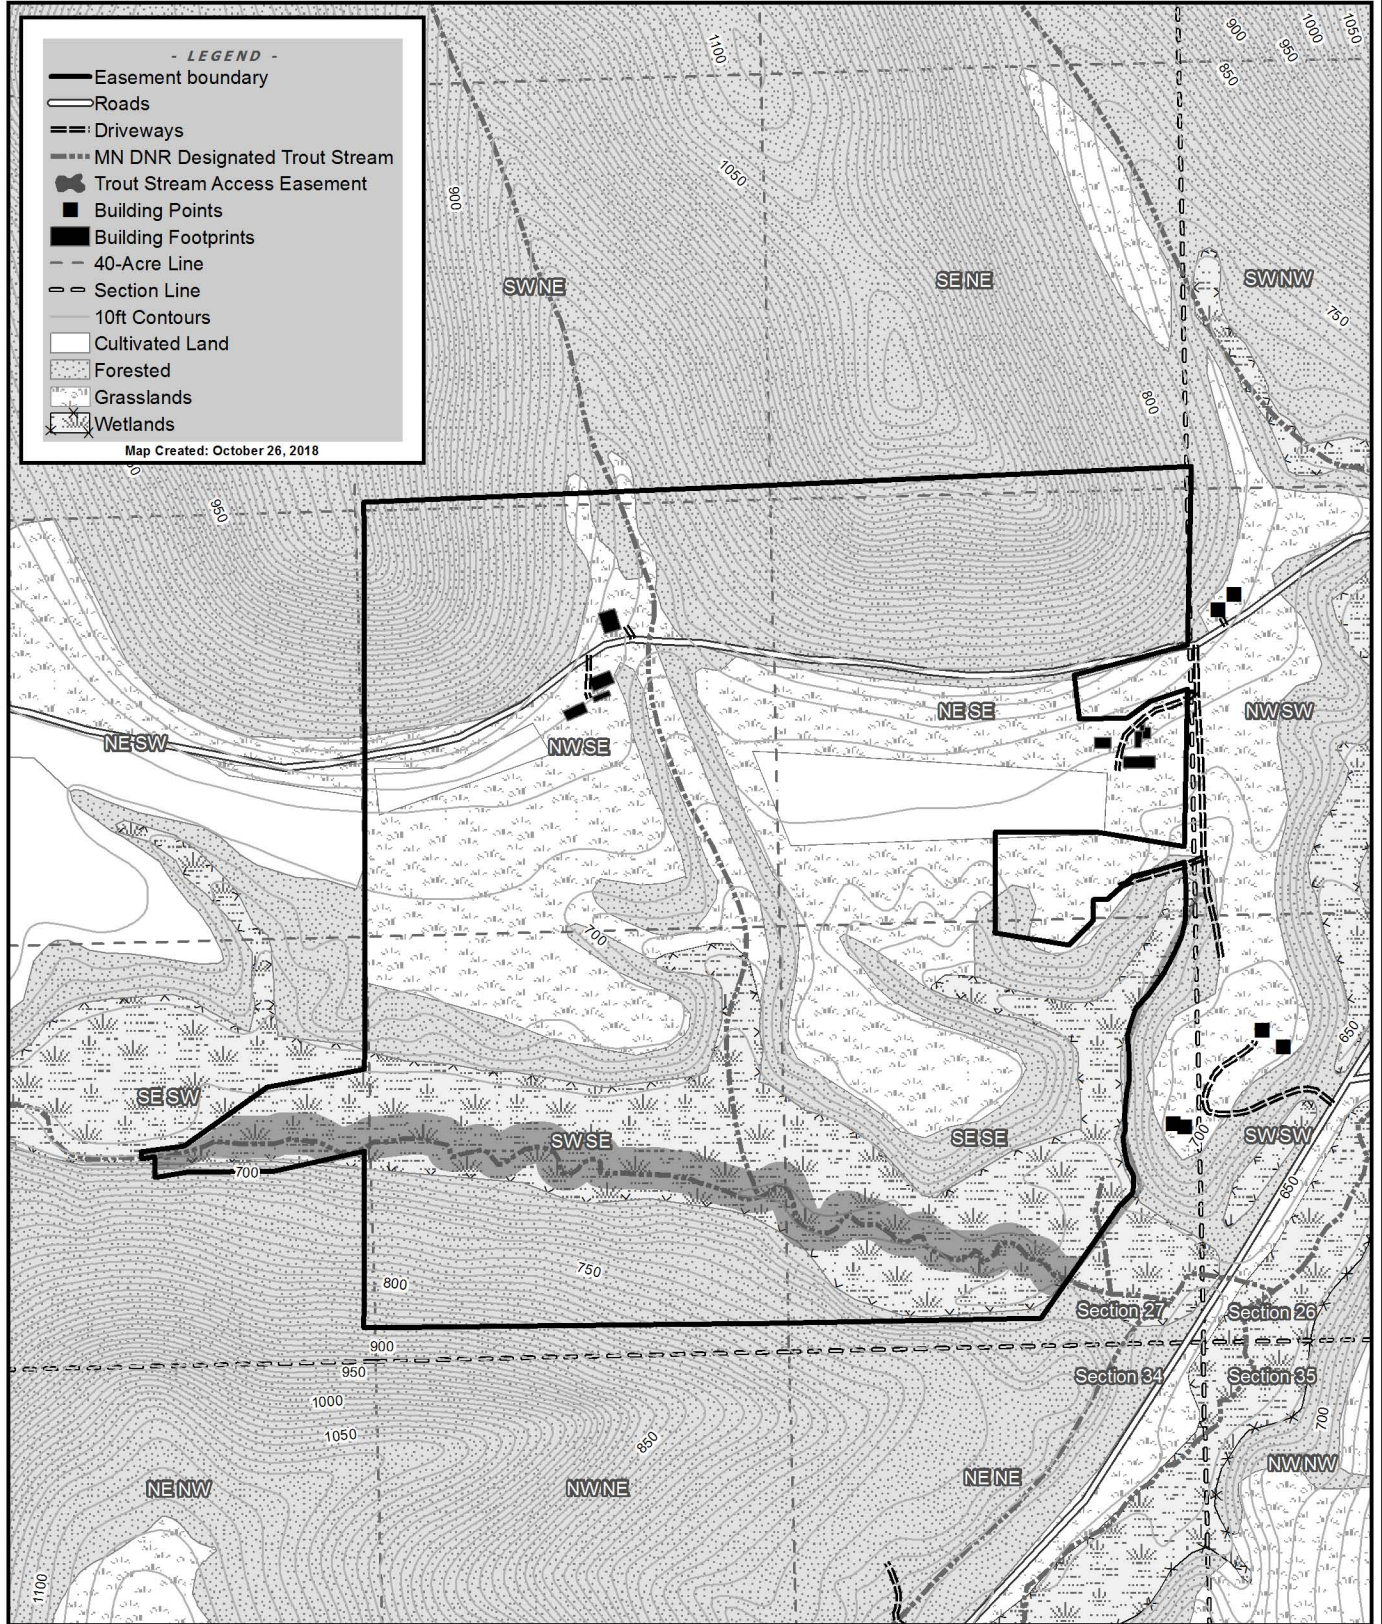 - LEGEND -
Easement boundary
Roads
Driveways
MN DNR Designated Trout Stream
Trout Stream Access Easement
Building Points
Building Footprints
40-Acre Line
Section Line
10ft Contours
Cultivated Land
Forested
Grasslands
Wetlands
Map Created: October 26, 2018
1100
900
1000
1050
950
850
1050
900
SW NE
SE NE
SW NW
750
800
950
NE SW
NW SE
NE SE
NW SW
700
650
SE SW
SW SE
SE SE
SW SW
700
700
650
750
800
Section 27
Section 26
900
950
Section 34
Section 35
1000
1050
850
700
NE NW
NW NE
NE NE
NW NW
1100